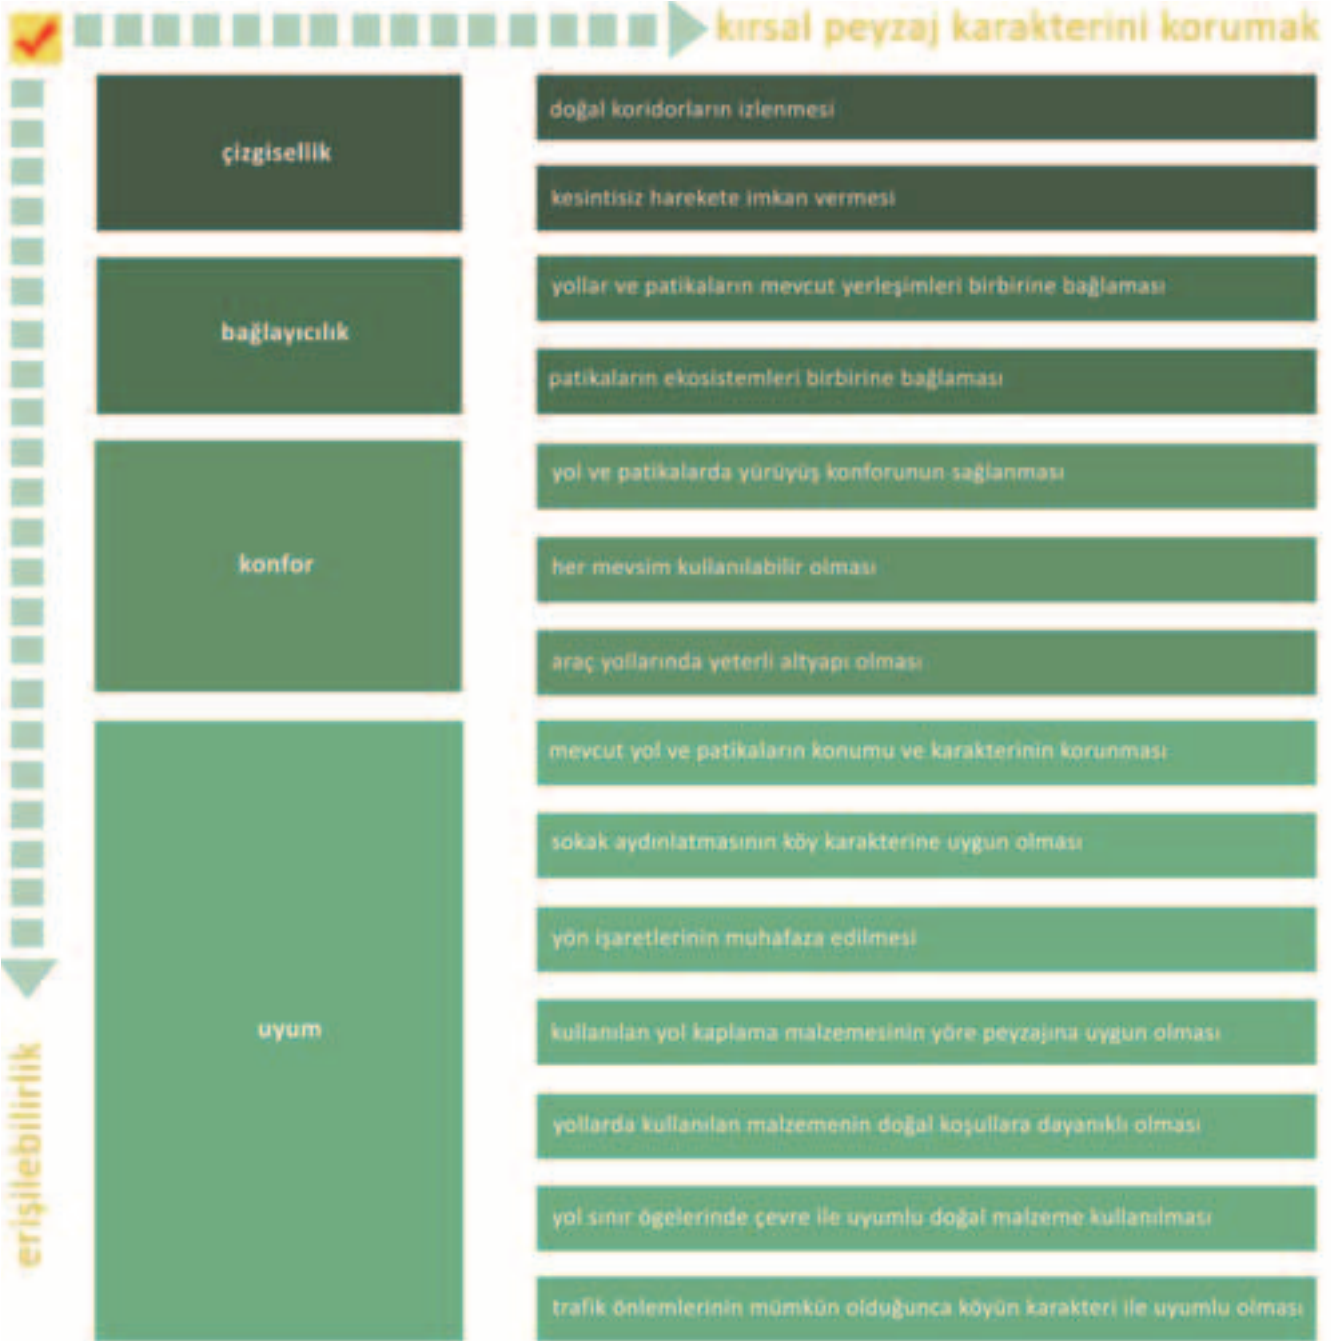 kırsal peyzaj karakterini korumak
çizgisellik
doğal koridorların izlenmesi
kesintisiz harekete imkan vermesi
bağlayıcılık
yollar ve patikaların mevcut yerleşimleri birbirine bağlaması
patikaların ekosistemleri birbirine bağlaması
konfor
yol ve patikalarda yürüyüş konforunun sağlanması
her mevsim kullanılabilir olması
araç yollarında yeterli altyapı olması
uyum
mevcut yol ve patikaların konumu ve karakterinin korunması
sokak aydınlatmasının köy karakterine uygun olması
yön işaretlerinin muhafaza edilmesi
kullanılan yol kaplama malzemesinin yöre peyzajına uygun olması
yollarda kullanılan malzemenin doğal koşullara dayanıklı olması
yol sınır ögelerinde çevre ile uyumlu doğal malzeme kullanılması
trafik önlemlerinin mümkün olduğunca köyün karakteri ile uyumlu olması
erişilebilirlik